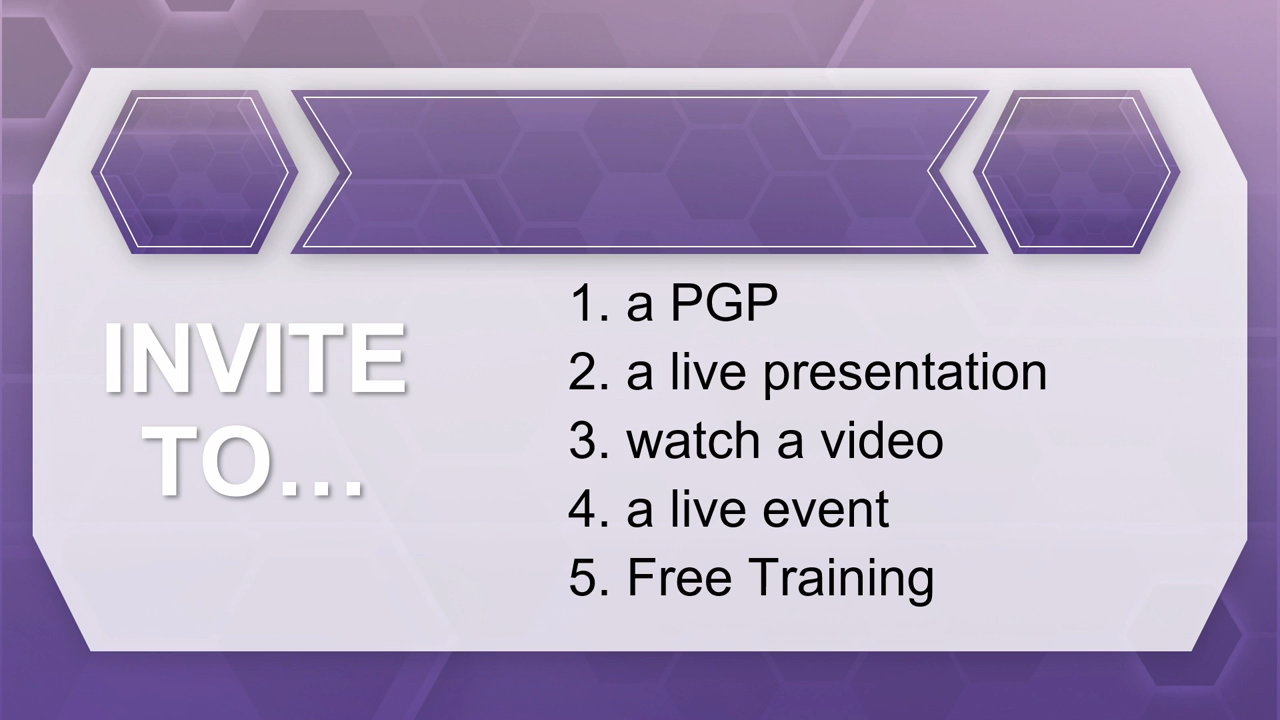 INVITE
TO...
1. a PGP
2. a live presentation
3. watch a video
4. a live event
5. Free Training